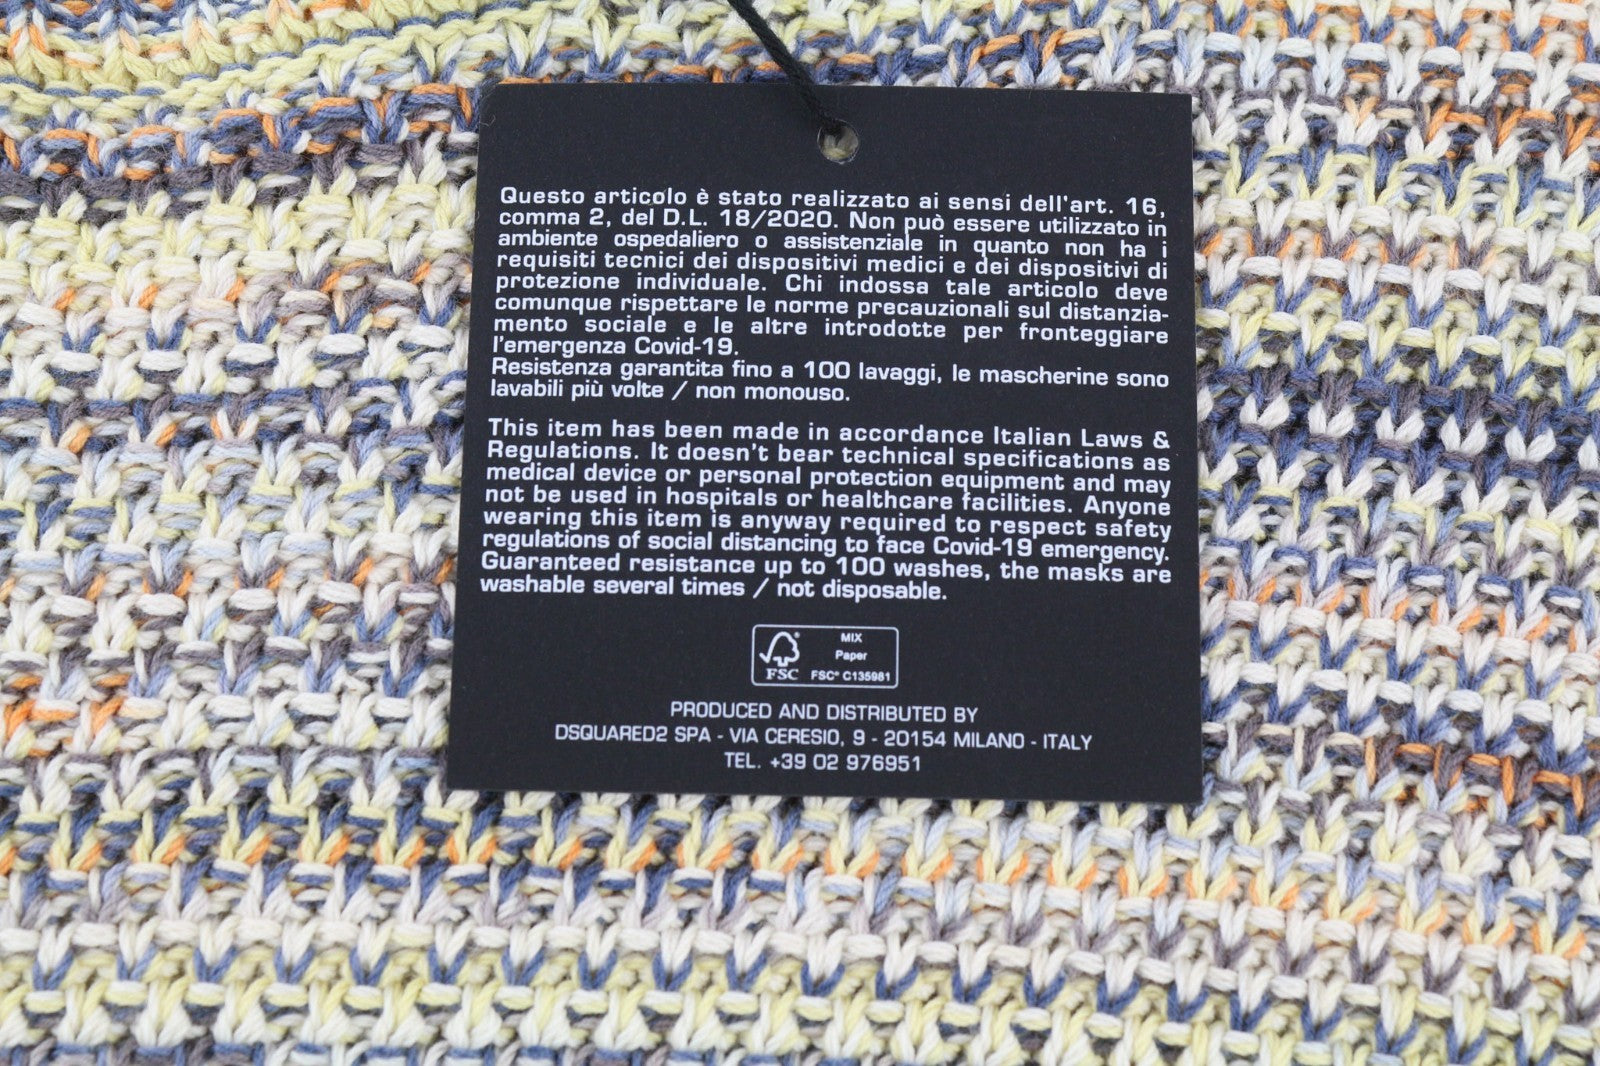 Questo articolo è stato realizzato ai sensi dell'art. 16,
comma 2, del D.L. 18/2020. Non può essere utilizzato in
ambiente ospedaliero o assistenziale in quanto non ha i
requisiti tecnici dei dispositivi medici e dei dispositivi di
protezione individuale. Chi indossa tale articolo deve
comunque rispettare le norme precauzionali sul distanzia-
mento sociale e le altre introdotte per fronteggiare
l'emergenza Covid-19.
Resistenza garantita fino a 100 lavaggi, le mascherine sono
lavabili più volte / non monouso.
This item has been made in accordance Italian Laws &
Regulations. It doesn't bear technical specifications as
medical device or personal protection equipment and may
not be used in hospitals or healthcare facilities. Anyone
wearing this item is anyway required to respect safety
regulations of social distancing to face Covid-19 emergency.
Guaranteed resistance up to 100 washes, the masks are
washable several times / not disposable.
MIX
Paper
FSC FSC® C135981
PRODUCED AND DISTRIBUTED BY
DSQUARED2 SPA - VIA CERESIO, 9 - 20154 MILANO - ITALY
TEL. +39 02 976951